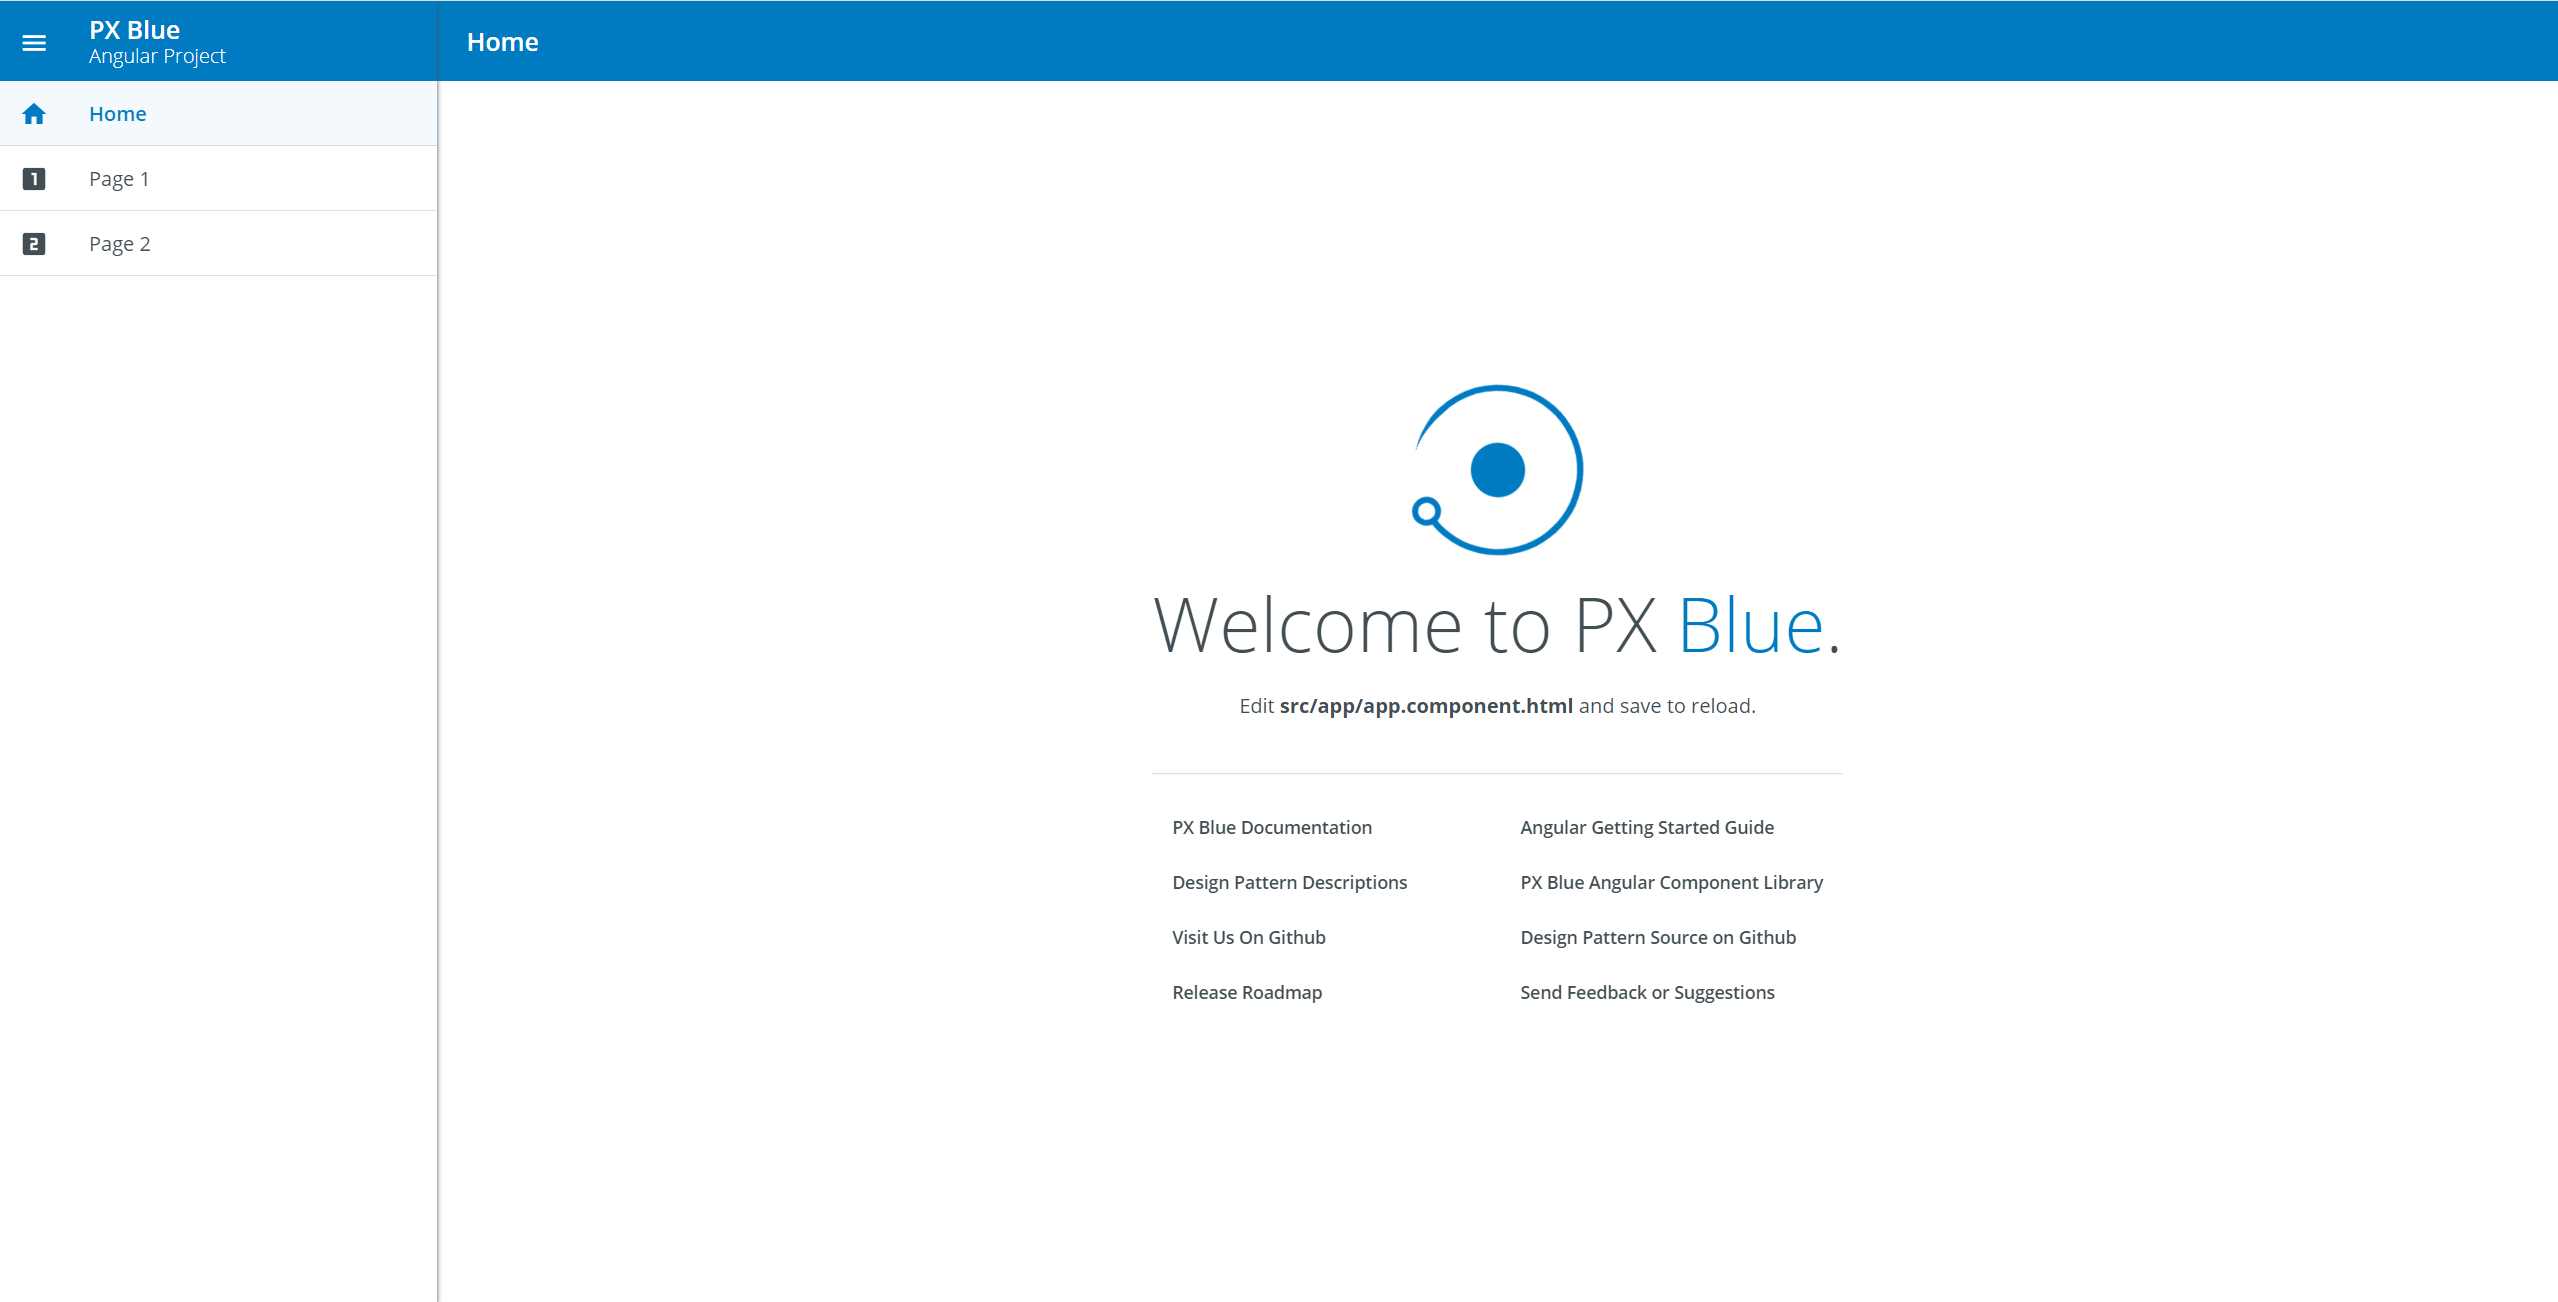 PX Blue
Angular Project
Home
Home
Page 1
Page 2
Welcome to PX Blue.
Edit src/app/app.component.html and save to reload.
PX Blue Documentation
Angular Getting Started Guide
Design Pattern Descriptions
PX Blue Angular Component Library
Visit Us On Github
Design Pattern Source on Github
Release Roadmap
Send Feedback or Suggestions